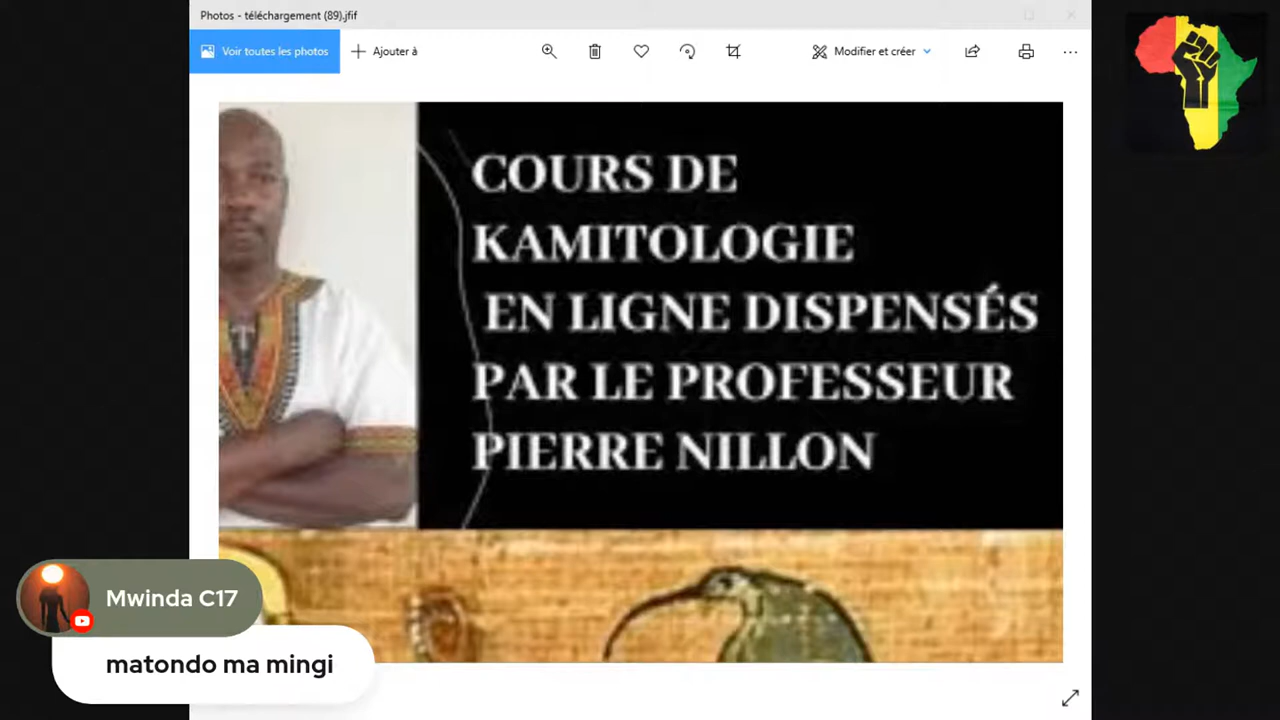 Photos - téléchargement (89).jfif
Voir toutes les photos
Ajouter à
Modifier et créer
COURS DE
KAMITOLOGIE
EN LIGNE DISPENSÉS
PAR LE PROFESSEUR
PIERRE NILLON
Mwinda C17
matondo ma mingi